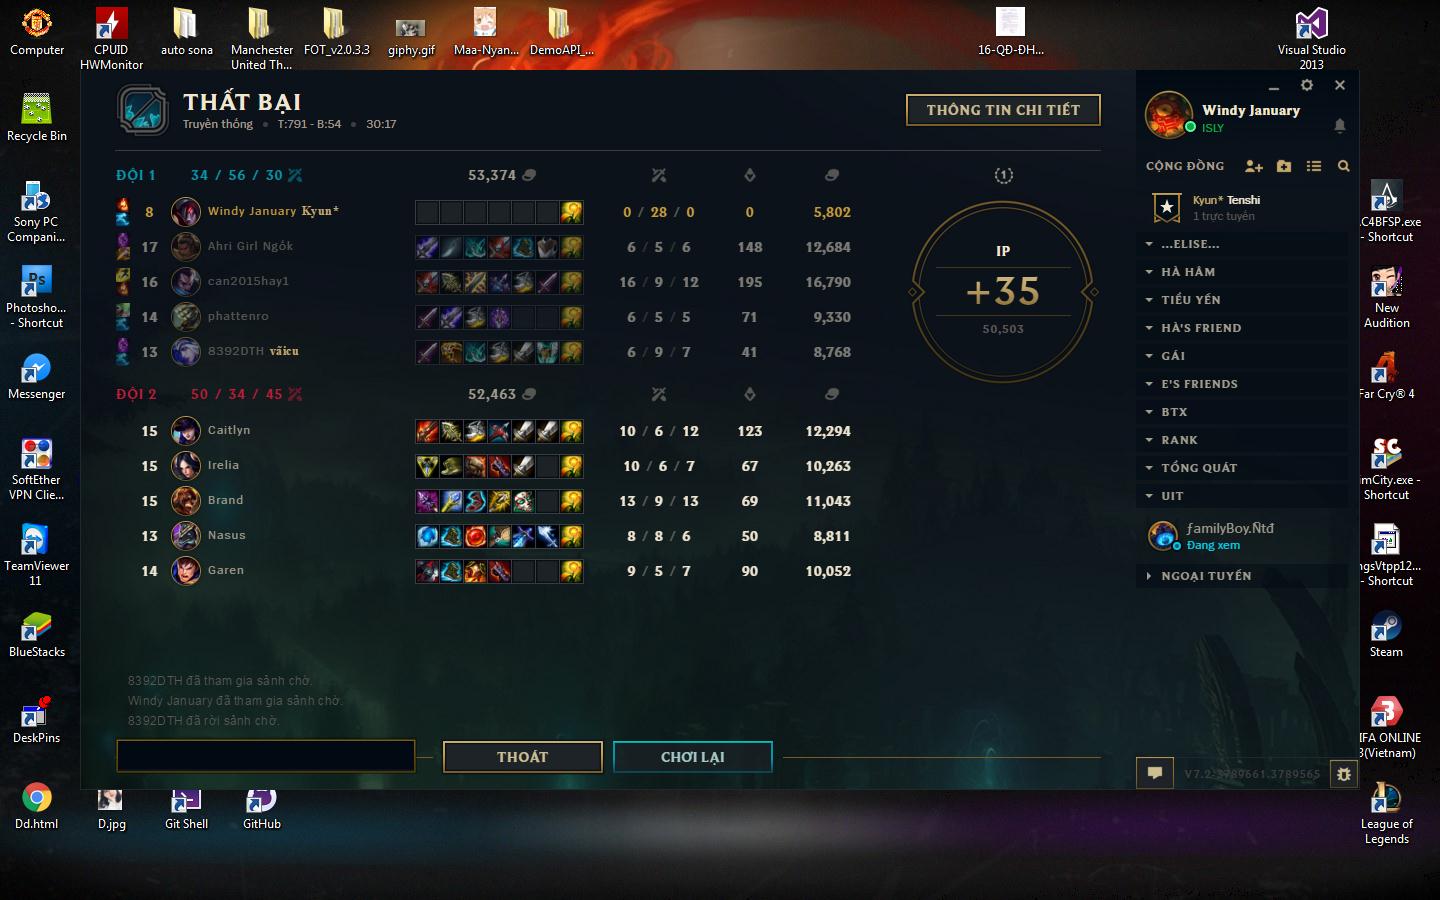 Computer
CPUID
HWMonitor
auto sona
Manchester
United Th...
FOT_v2.0.3.3
giphy.gif
Maa-Nyan...
DemoAPI_...
16-QĐ-ĐH...
Visual Studio
2013
Recycle Bin
Sony PC
Compani...
Photosho...
- Shortcut
Messenger
SoftEther
VPN Clie...
TeamViewer
11
BlueStacks
DeskPins
Dd.html
D.jpg
Git Shell
GitHub
THẤT BẠI
Truyền thống • T:791 - B:54 • 30:17
THÔNG TIN CHI TIẾT
ĐỘI 1 34 / 56 / 30 53,374
8 Windy January Kyun* 0 / 28 / 0 0 5,802
17 Ahri Girl Ngók 6 / 5 / 6 148 12,684
16 can2015hay1 16 / 9 / 12 195 16,790
14 phattenro 6 / 5 / 5 71 9,330
13 8392DTH vãicu 6 / 9 / 7 41 8,768
ĐỘI 2 50 / 34 / 45 52,463
15 Caitlyn 10 / 6 / 12 123 12,294
15 Irelia 10 / 6 / 7 67 10,263
15 Brand 13 / 9 / 13 69 11,043
13 Nasus 8 / 8 / 6 50 8,811
14 Garen 9 / 5 / 7 90 10,052
1
IP
+35
50,503
8392DTH đã tham gia sảnh chờ.
Windy January đã tham gia sảnh chờ.
8392DTH đã rời sảnh chờ.
THOÁT
CHƠI LẠI
Windy January
ISLY
CỘNG ĐỒNG
Kyun* Tenshi
1 trực tuyến
...ELISE...
HÀ HÂM
TIỂU YẾN
HÀ'S FRIEND
GÁI
E'S FRIENDS
BTX
RANK
TỔNG QUÁT
UIT
ƒamilyBoy.Ñtđ
Đang xem
NGOẠI TUYẾN
V7.2-3789661.3789565
.C4BFSP.exe
- Shortcut
New
Audition
Far Cry® 4
SC
imCity.exe -
Shortcut
ngsVtpp12...
- Shortcut
Steam
IFA ONLINE
3(Vietnam)
League of
Legends